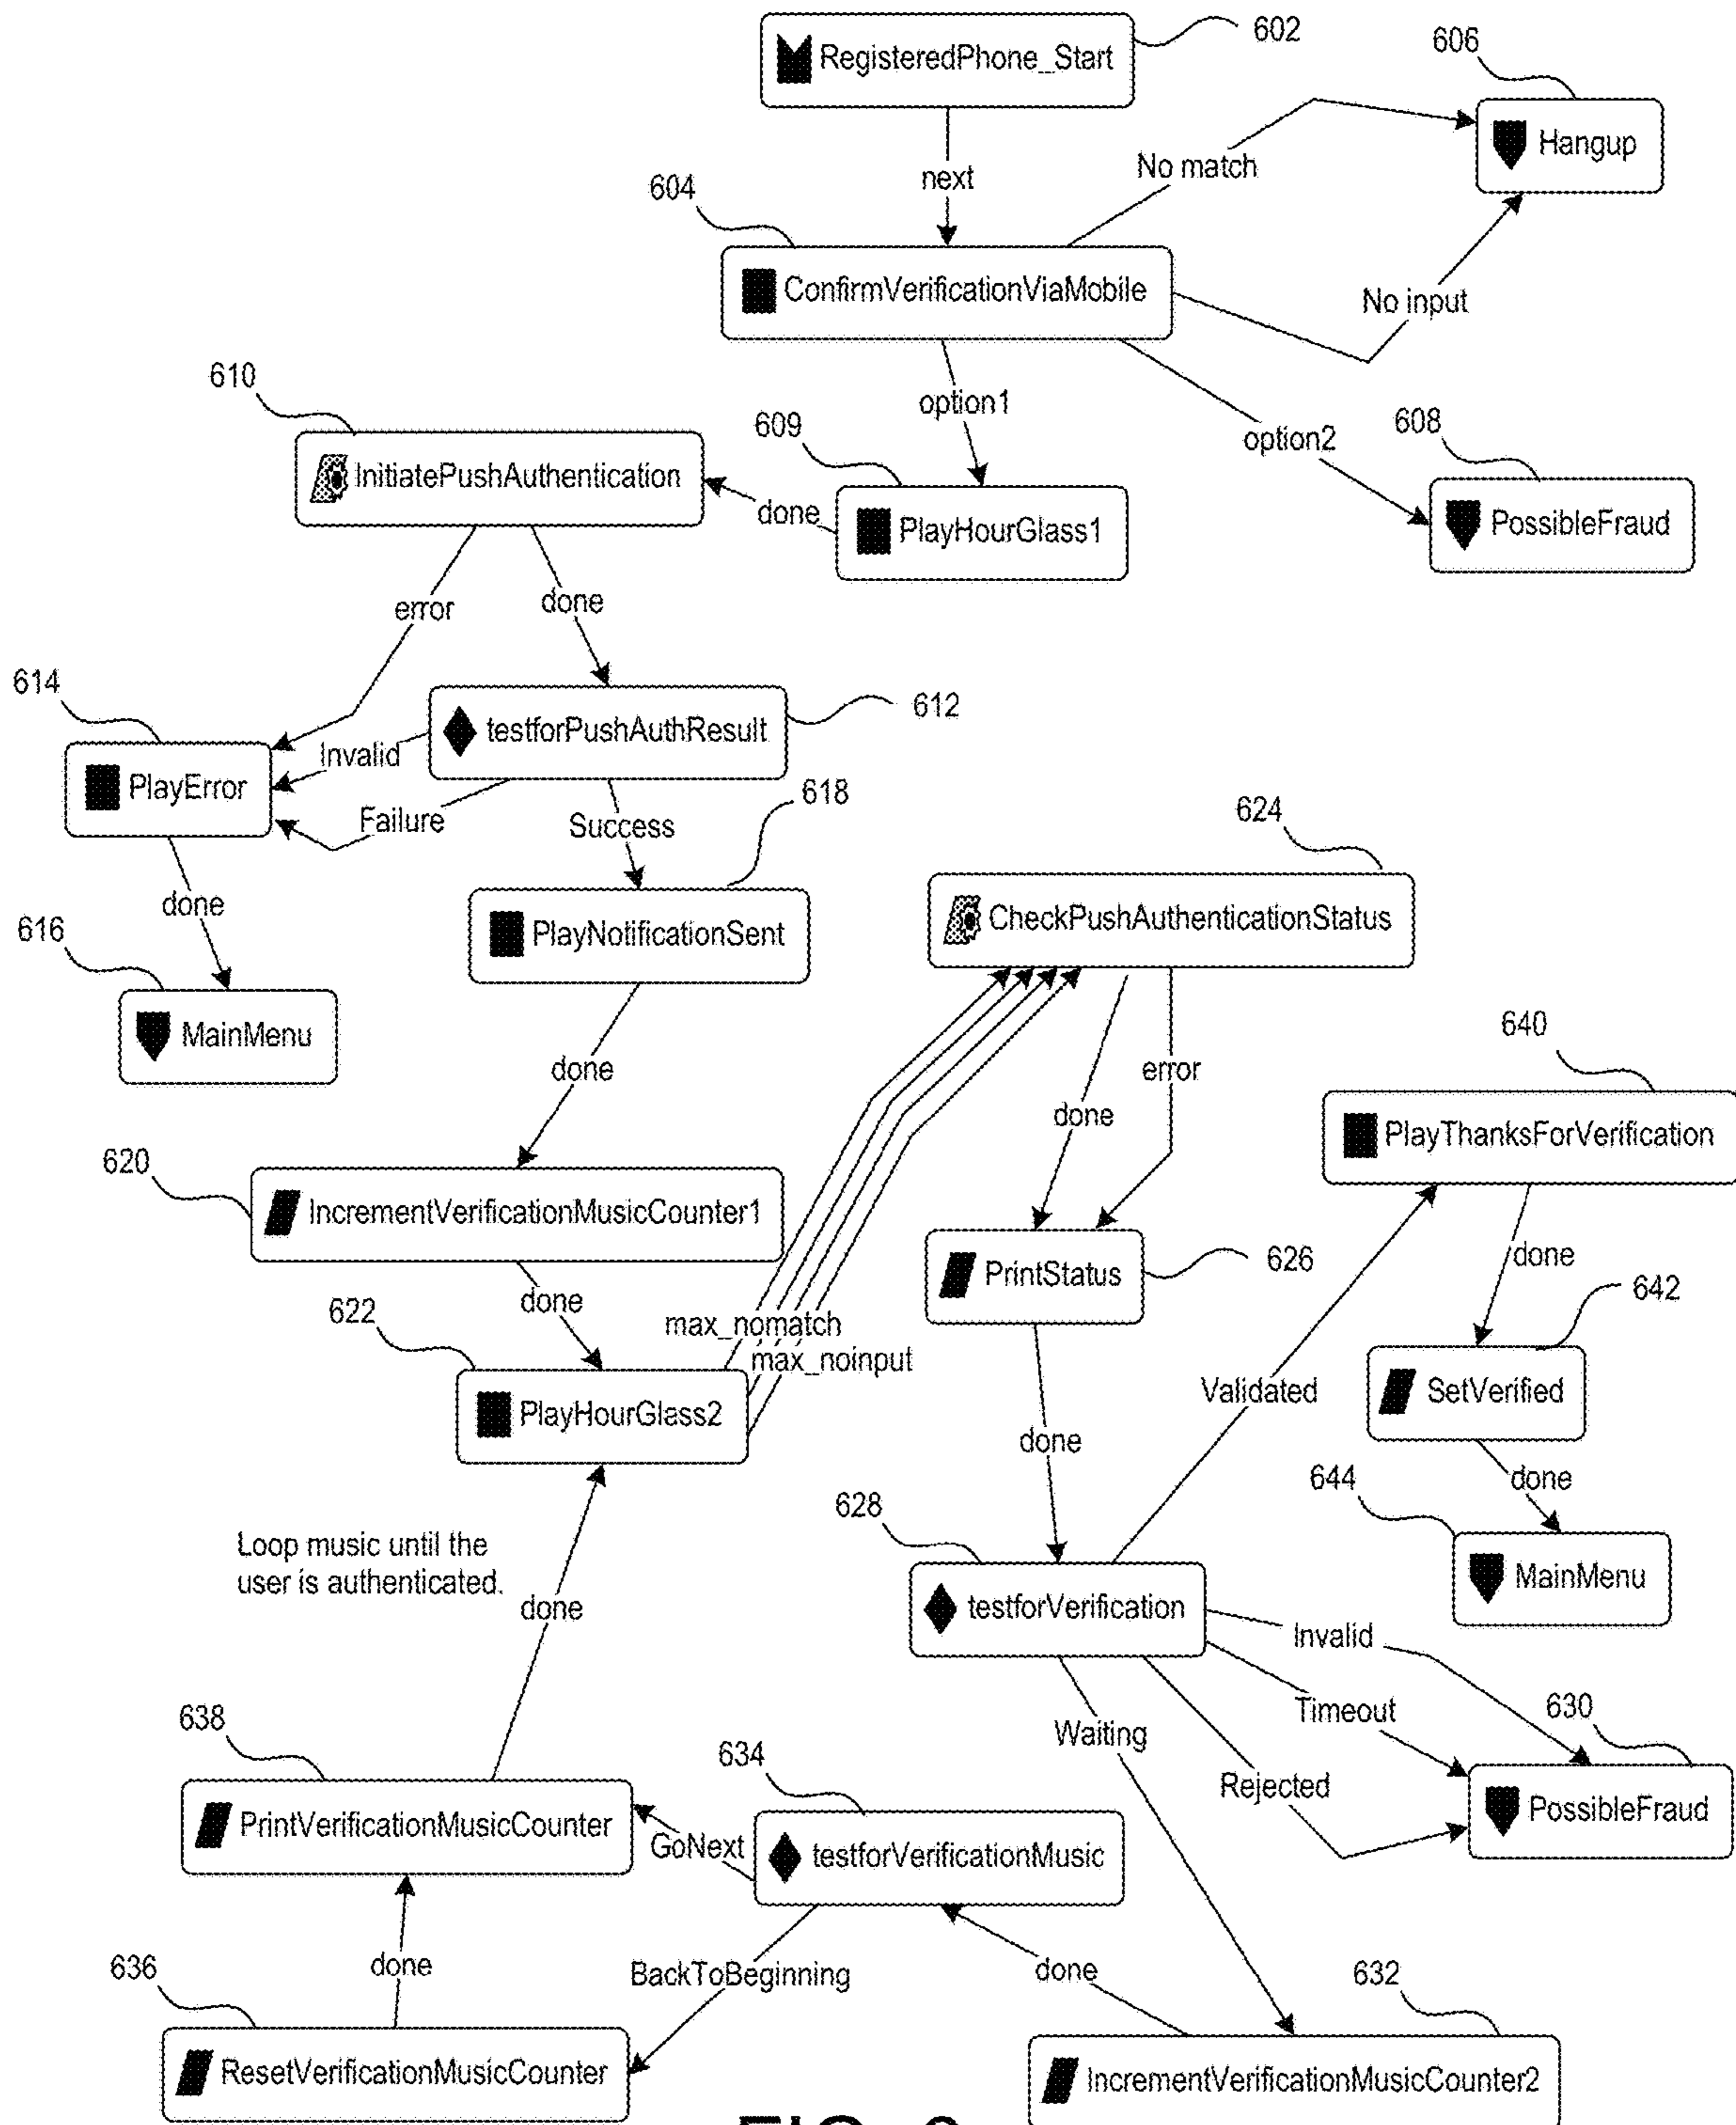 602
RegisteredPhone_Start
606
Hangup
No match
next
604
ConfirmVerificationViaMobile
No input
610
option1
609
option2
608
InitiatePushAuthentication
done
PlayHourGlass1
PossibleFraud
error
done
614
612
testforPushAuthResult
Invalid
PlayError
618
Failure
Success
624
done
616
PlayNotificationSent
CheckPushAuthenticationStatus
MainMenu
640
done
error
done
PlayThanksForVerification
620
IncrementVerificationMusicCounter1
done
PrintStatus
626
642
622
done
max_nomatch
max_noinput
Validated
SetVerified
PlayHourGlass2
done
done
644
628
Loop music until the
user is authenticated.
MainMenu
done
testforVerification
Invalid
638
Waiting
Timeout
630
634
Rejected
PrintVerificationMusicCounter
GoNext
testforVerificationMusic
PossibleFraud
636
done
BackToBeginning
done
632
ResetVerificationMusicCounter
IncrementVerificationMusicCounter2